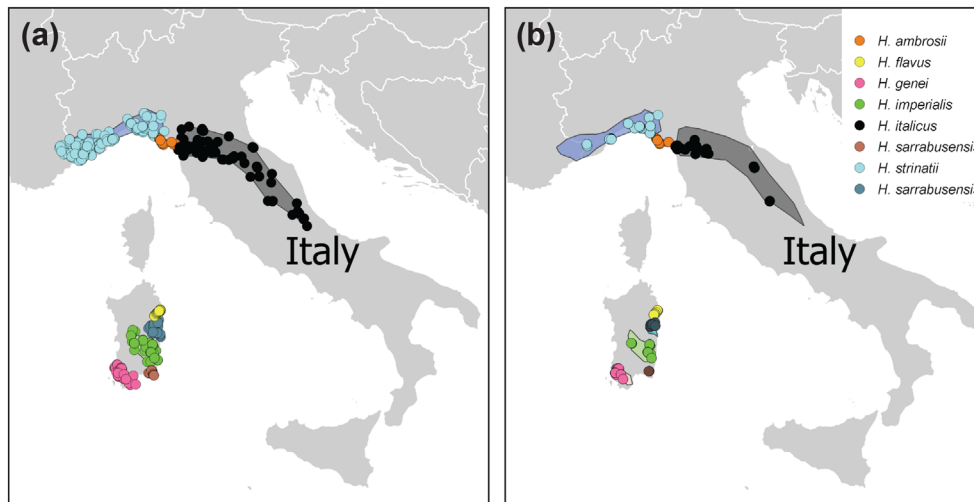 (a)
Italy
(b)
Italy
H. ambrosii
H. flavus
H. genei
H. imperialis
H. italicus
H. sarrabusensis
H. strinatii
H. sarrabusensis